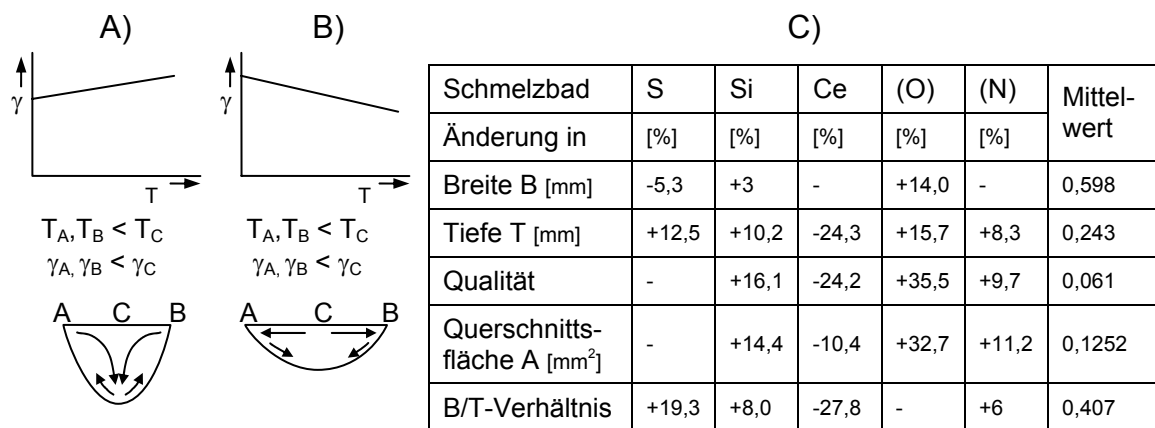 A)
γ
T
T_A,T_B < T_C
γ_A, γ_B < γ_C
A C B
B)
γ
T
T_A,T_B < T_C
γ_A, γ_B < γ_C
A C B
C)
Schmelzbad S Si Ce (O) (N) Mittel-
wert
Änderung in [%] [%] [%] [%] [%]
Breite B [mm] -5,3 +3 - +14,0 - 0,598
Tiefe T [mm] +12,5 +10,2 -24,3 +15,7 +8,3 0,243
Qualität - +16,1 -24,2 +35,5 +9,7 0,061
Querschnitts-
fläche A [mm²] - +14,4 -10,4 +32,7 +11,2 0,1252
B/T-Verhältnis +19,3 +8,0 -27,8 - +6 0,407